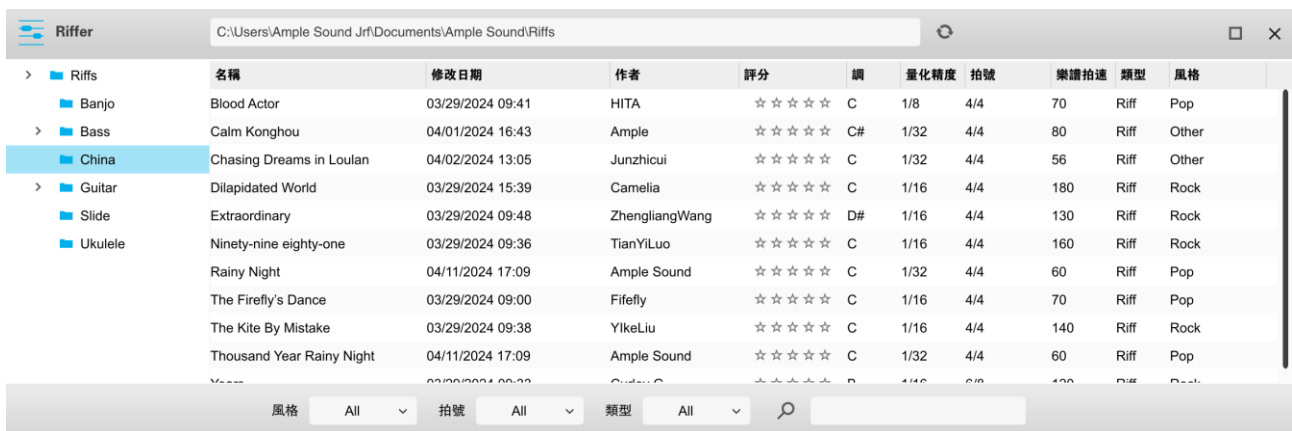 Riffer C:\Users\Ample Sound Jrf\Documents\Ample Sound\Riffs
Riffs 名稱 修改日期 作者 評分 調 量化精度 拍號 樂譜拍速 類型 風格
Banjo Blood Actor 03/29/2024 09:41 HITA ☆☆☆☆☆ C 1/8 4/4 70 Riff Pop
Bass Calm Konghou 04/01/2024 16:43 Ample ☆☆☆☆☆ C# 1/32 4/4 80 Riff Other
China Chasing Dreams in Loulan 04/02/2024 13:05 Junzhicui ☆☆☆☆☆ C 1/32 4/4 56 Riff Other
Guitar Dilapidated World 03/29/2024 15:39 Camelia ☆☆☆☆☆ C 1/16 4/4 180 Riff Rock
Slide Extraordinary 03/29/2024 09:48 ZhengliangWang ☆☆☆☆☆ D# 1/16 4/4 130 Riff Rock
Ukulele Ninety-nine eighty-one 03/29/2024 09:36 TianYiLuo ☆☆☆☆☆ C 1/16 4/4 160 Riff Rock
Rainy Night 04/11/2024 17:09 Ample Sound ☆☆☆☆☆ C 1/32 4/4 60 Riff Pop
The Firefly's Dance 03/29/2024 09:00 Fifefly ☆☆☆☆☆ C 1/16 4/4 70 Riff Pop
The Kite By Mistake 03/29/2024 09:38 YIkeLiu ☆☆☆☆☆ C 1/16 4/4 140 Riff Rock
Thousand Year Rainy Night 04/11/2024 17:09 Ample Sound ☆☆☆☆☆ C 1/32 4/4 60 Riff Pop
風格 All 拍號 All 類型 All